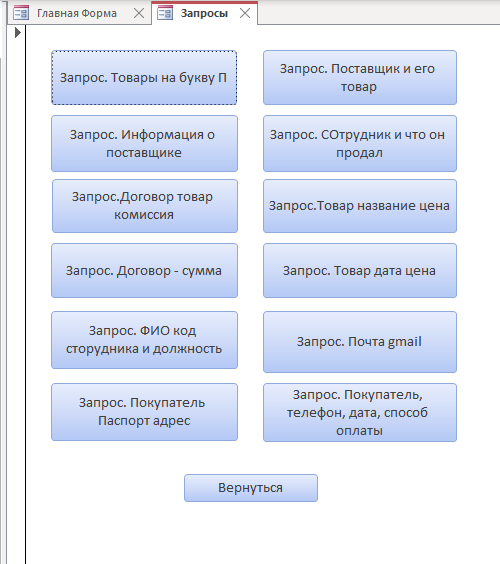 Главная Форма
Запросы
Запрос. Товары на букву П
Запрос. Поставщик и его
товар
Запрос. Информация о
поставщике
Запрос. СОтрудник и что он
продал
Запрос.Договор товар
комиссия
Запрос.Товар название цена
Запрос. Договор - сумма
Запрос. Товар дата цена
Запрос. ФИО код
сторудника и должность
Запрос. Почта gmail
Запрос. Покупатель
Паспорт адрес
Запрос. Покупатель,
телефон, дата, способ
оплаты
Вернуться